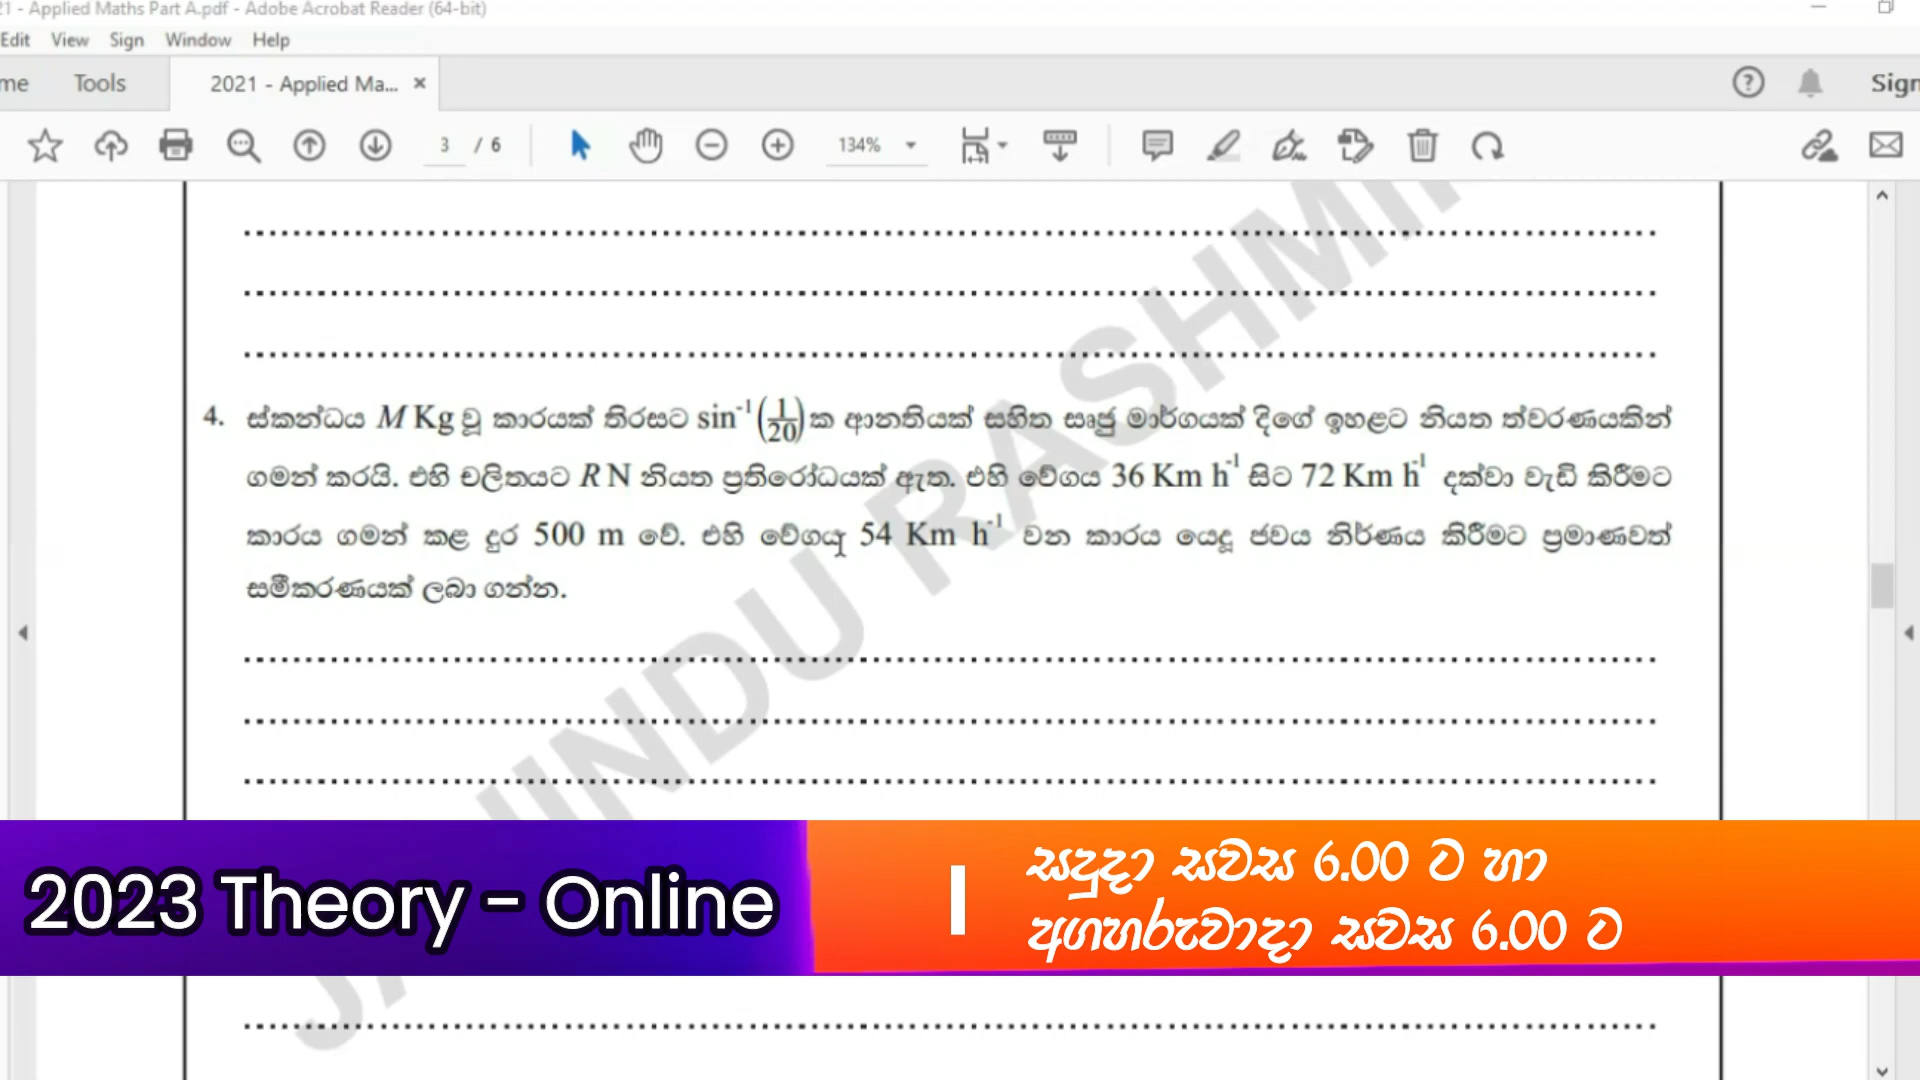 21 - Applied Maths Part A.pdf - Adobe Acrobat Reader (64-bit)
Edit View Sign Window Help
me Tools 2021 - Applied Ma... × Sign
3 / 6 134%
4. ස්කන්ධය M Kg වූ කාරයක් තිරසට sin⁻¹(1/20) ක ආනතියක් සහිත සෘජු මාර්ගයක් දිගේ ඉහළට නියත ත්වරණයකින්
ගමන් කරයි. එහි චලිතයට R N නියත ප්‍රතිරෝධයක් ඇත. එහි වේගය 36 Km h⁻¹ සිට 72 Km h⁻¹ දක්වා වැඩි කිරීමට
කාරය ගමන් කළ දුර 500 m වේ. එහි වේගය 54 Km h⁻¹ වන කාරය යෙදූ ජවය නිර්ණය කිරීමට ප්‍රමාණවත්
සමීකරණයක් ලබා ගන්න.
2023 Theory - Online
සඳුදා සවස 6.00 ට හා
අගහරුවාදා සවස 6.00 ට